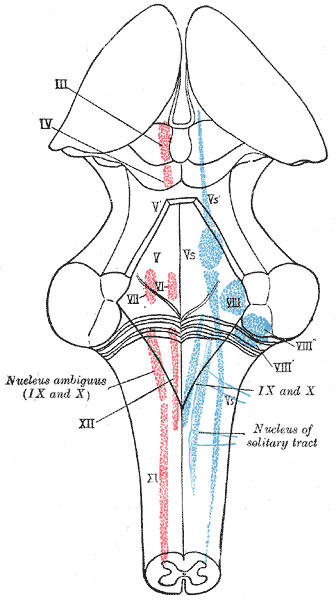 III
IV
V'
Vs'
V
Vs
VI
VII
VIII
VIII"
VIII'
Nucleus ambiguus
(IX and X)
IX and X
Vs
XII
Nucleus of
solitary tract
XI